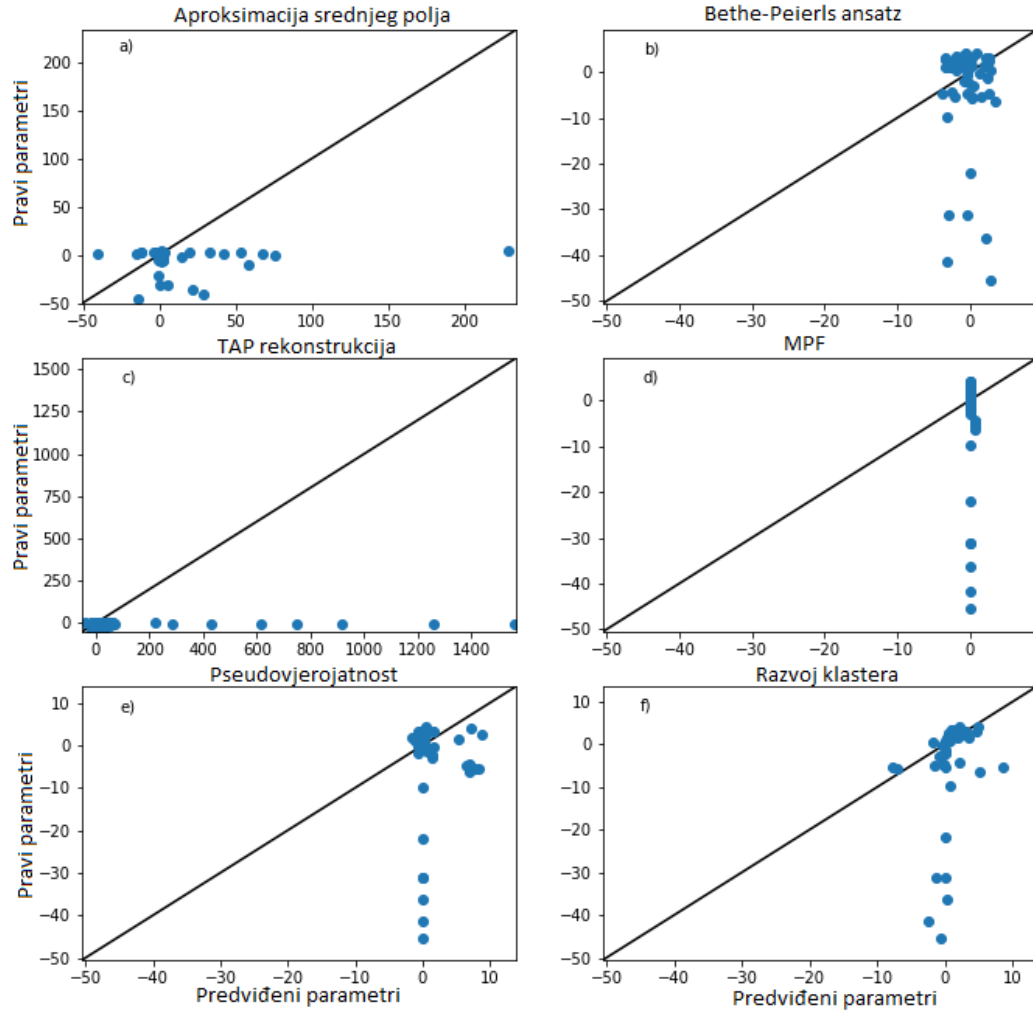 Aproksimacija srednjeg polja
Bethe-Peierls ansatz
a)
b)
Pravi parametri
200
150
100
50
0
−50
−50 0 50 100 150 200
0
−10
−20
−30
−40
−50
−50 −40 −30 −20 −10 0
TAP rekonstrukcija
MPF
c)
d)
Pravi parametri
1500
1250
1000
750
500
250
0
0 200 400 600 800 1000 1200 1400
0
−10
−20
−30
−40
−50
−50 −40 −30 −20 −10 0
Pseudovjerojatnost
Razvoj klastera
e)
f)
Pravi parametri
10
0
−10
−20
−30
−40
−50
−50 −40 −30 −20 −10 0 10
Predviđeni parametri
10
0
−10
−20
−30
−40
−50
−50 −40 −30 −20 −10 0 10
Predviđeni parametri